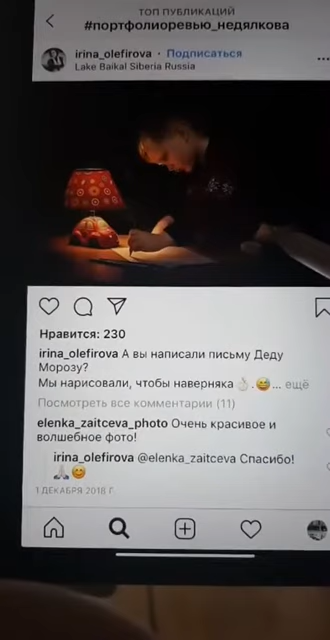 ТОП ПУБЛИКАЦИЙ
#портфолиоревью_недялкова
irina_olefirova · Подписаться
Lake Baikal Siberia Russia
Нравится: 230
irina_olefirova А вы написали письму Деду
Морозу?
Мы нарисовали, чтобы наверняка 👌🏻.😅... ещё
Посмотреть все комментарии (11)
elenka_zaitceva_photo Очень красивое и
волшебное фото!
irina_olefirova @elenka_zaitceva Спасибо!
🙏🏻😊
1 ДЕКАБРЯ 2018 Г.